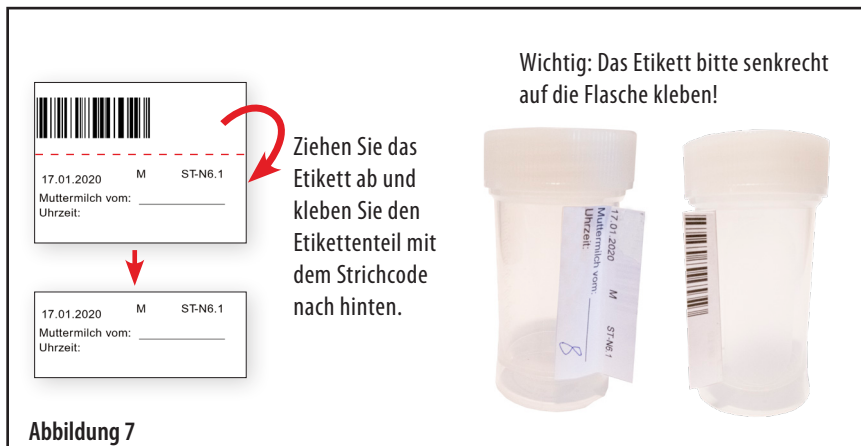 17.01.2020 M ST-N6.1
Muttermilch vom:
Uhrzeit:
17.01.2020 M ST-N6.1
Muttermilch vom:
Uhrzeit:
Ziehen Sie das
Etikett ab und
kleben Sie den
Etikettenteil mit
dem Strichcode
nach hinten.
Wichtig: Das Etikett bitte senkrecht
auf die Flasche kleben!
17.01.2020 M ST-N6.1
Muttermilch vom:
Uhrzeit:
8
Abbildung 7